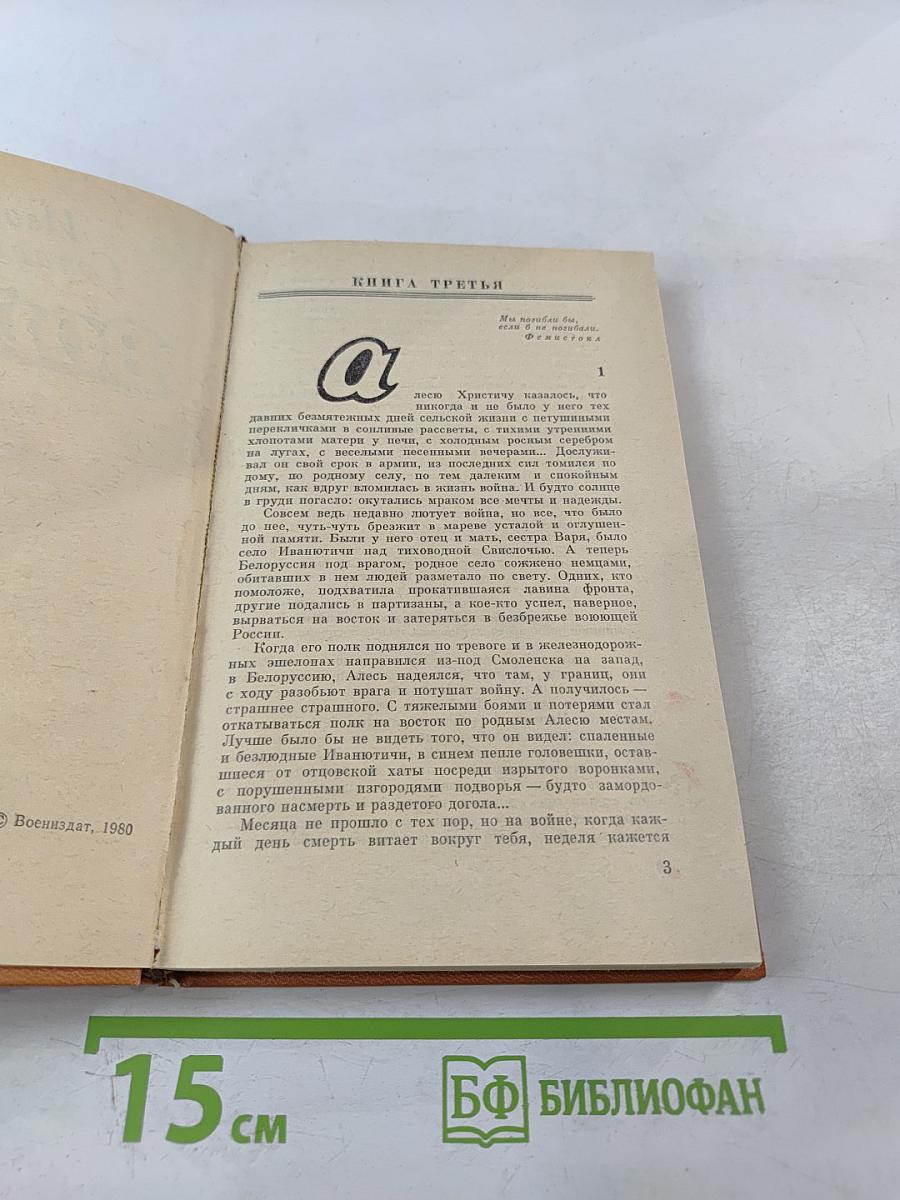 © Воениздат, 1980
КНИГА ТРЕТЬЯ
Мы погибли бы,
если б не погибали.
Фемистокл
1
Алесю Христичу казалось, что
никогда и не было у него тех
давних безмятежных дней сельской жизни с петушиными
перекличками в сонливые рассветы, с тихими утренними
хлопотами матери у печи, с холодным росным серебром
на лугах, с веселыми песенными вечерами... Дослужи-
вал он свой срок в армии, из последних сил томился по
дому, по родному селу, по тем далеким и спокойным
дням, как вдруг вломилась в жизнь война. И будто солнце
в груди погасло: окутались мраком все мечты и надежды.
Совсем ведь недавно лютует война, но все, что было
до нее, чуть-чуть брезжит в мареве усталой и оглушен-
ной памяти. Были у него отец и мать, сестра Варя, было
село Иванютичи над тиховодной Свислочью. А теперь
Белоруссия под врагом, родное село сожжено немцами,
обитавших в нем людей разметало по свету. Одних, кто
помоложе, подхватила прокатившаяся лавина фронта,
другие подались в партизаны, а кое-кто успел, наверное,
вырваться на восток и затеряться в безбрежье воюющей
России.
Когда его полк поднялся по тревоге и в железнодорож-
ных эшелонах направился из-под Смоленска на запад,
в Белоруссию, Алесь надеялся, что там, у границ, они
с ходу разобьют врага и потушат войну. А получилось —
страшнее страшного. С тяжелыми боями и потерями стал
откатываться полк на восток по родным Алесю местам.
Лучше было бы не видеть того, что он видел: спаленные
и безлюдные Иванютичи, в синем пепле головешки, остав-
шиеся от отцовской хаты посреди изрытого воронками,
с порушенными изгородями подворья — будто замордо-
ванного насмерть и раздетого догола...
Месяца не прошло с тех пор, но на войне, когда каж-
дый день смерть витает вокруг тебя, неделя кажется
3
15 см
БФ БИБЛИОФАН